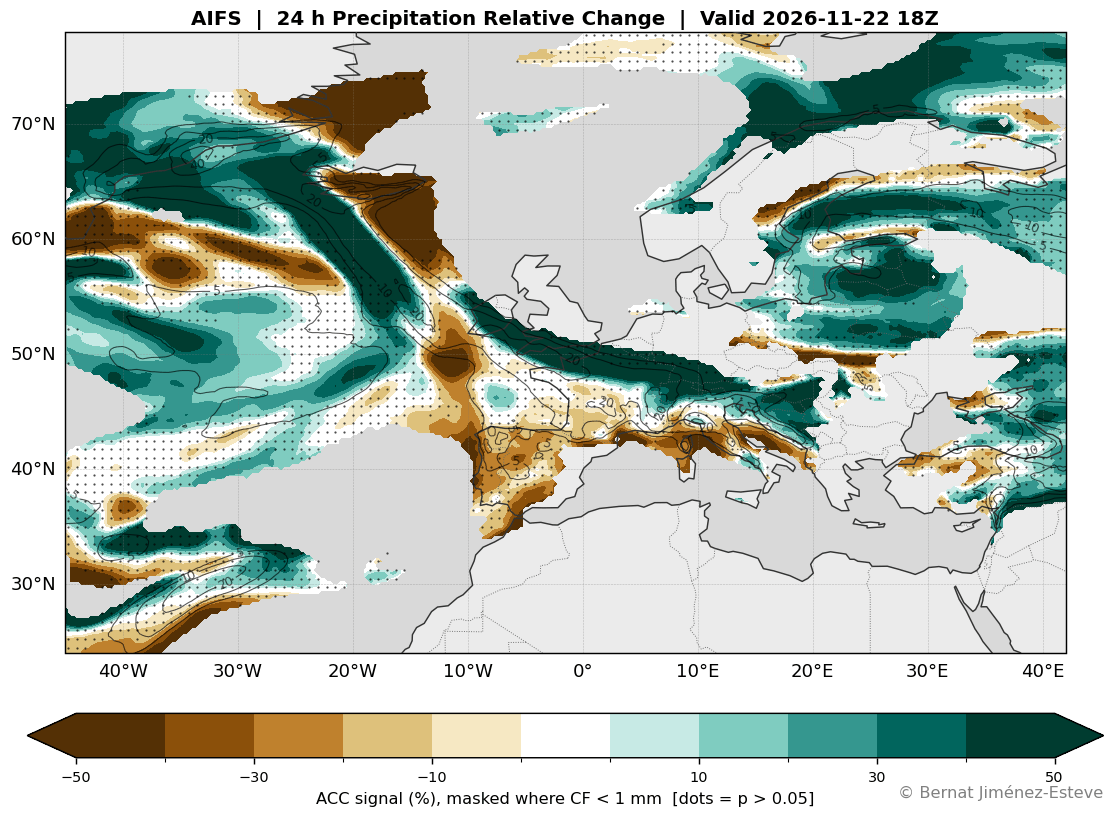 AIFS | 24 h Precipitation Relative Change | Valid 2026-11-22 18Z
70°N
60°N
50°N
40°N
30°N
40°W
30°W
20°W
10°W
0°
10°E
20°E
30°E
40°E
−50
−30
−10
10
30
50
ACC signal (%), masked where CF < 1 mm [dots = p > 0.05]
© Bernat Jiménez-Esteve